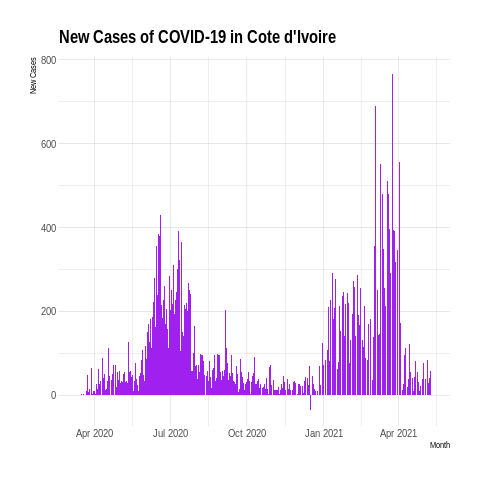 New Cases of COVID-19 in Cote d'Ivoire
New Cases
800
600
400
200
0
Apr 2020
Jul 2020
Oct 2020
Jan 2021
Apr 2021
Month